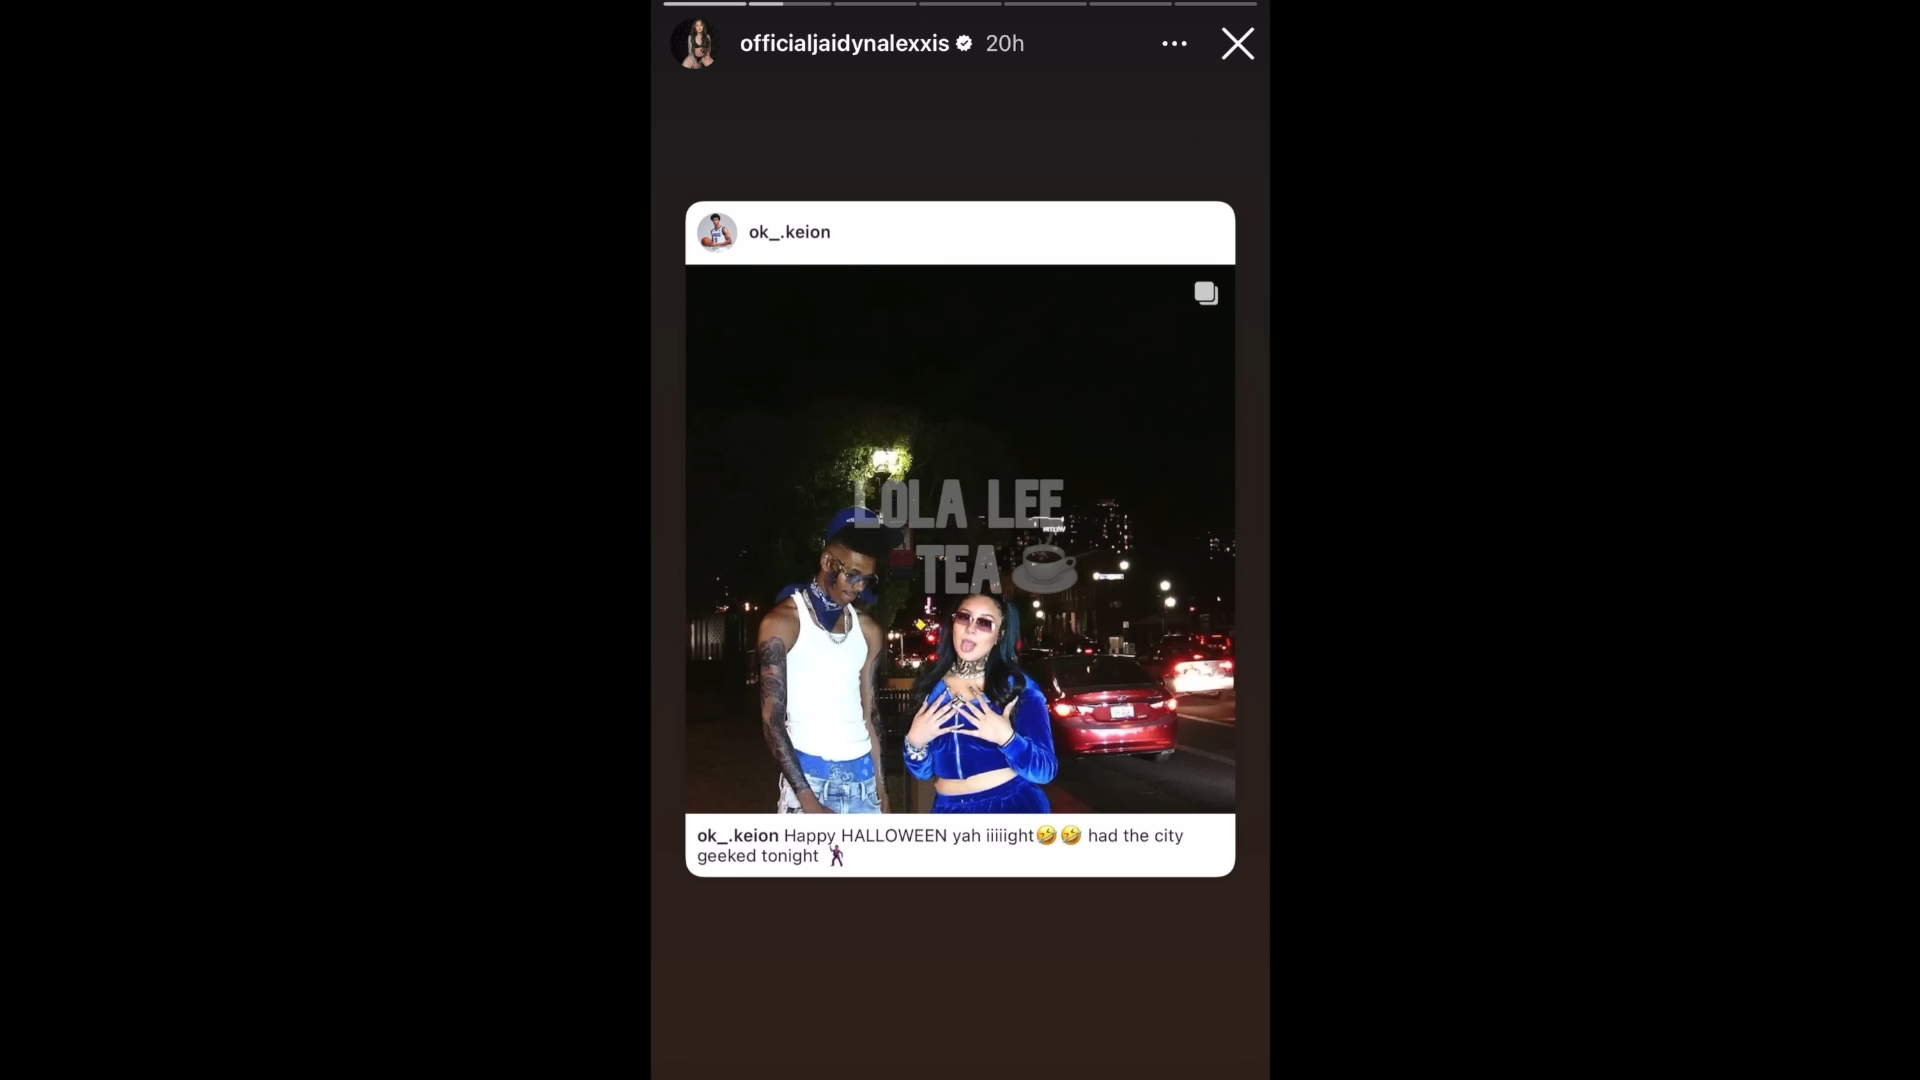 officialjaidynalexxis 20h
ok_.keion
LOLA LEE
TEA
ok_.keion Happy HALLOWEEN yah iiiiight🤣🤣 had the city
geeked tonight 🕺🏿